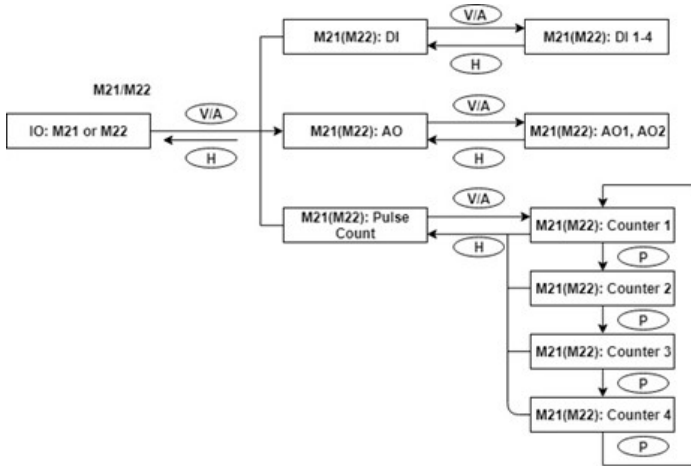 V/A
M21(M22): DI
M21(M22): DI 1-4
H
M21/M22
V/A
V/A
IO: M21 or M22
M21(M22): AO
M21(M22): AO1, AO2
H
H
V/A
M21(M22): Pulse
Count
M21(M22): Counter 1
H
P
M21(M22): Counter 2
P
M21(M22): Counter 3
P
M21(M22): Counter 4
P